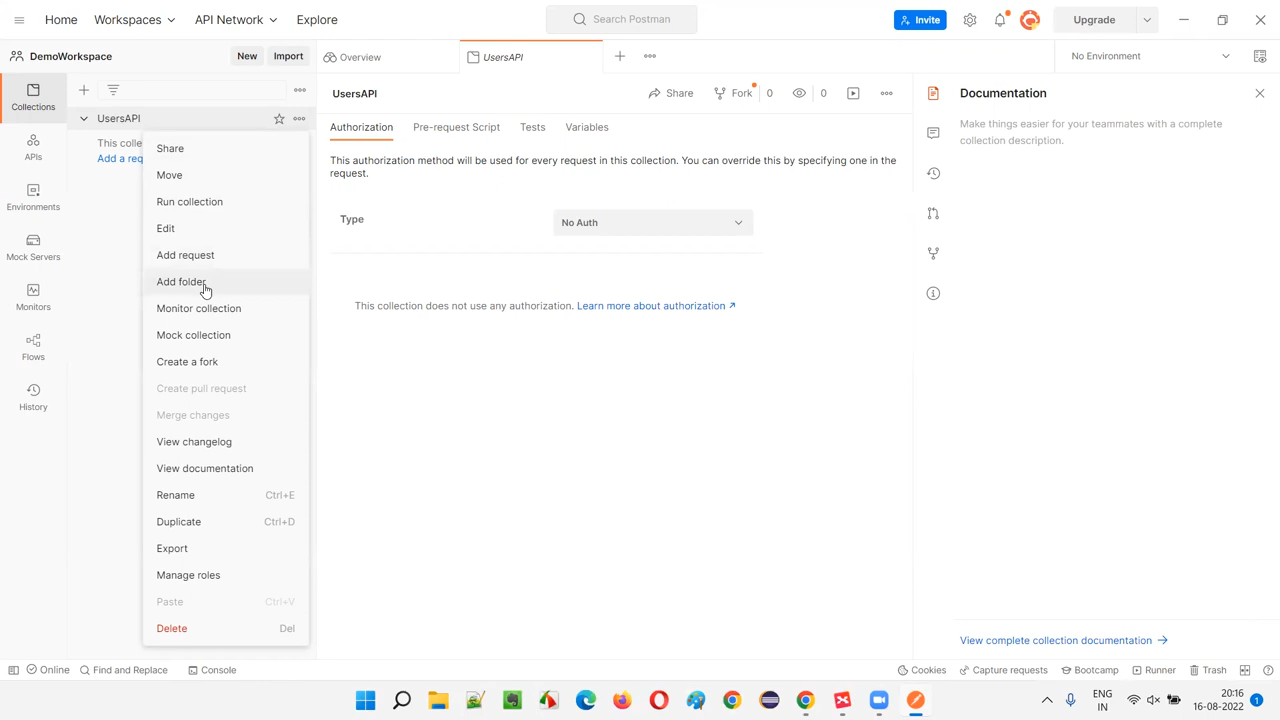 Home
Workspaces
API Network
Explore
Search Postman
Invite
Upgrade
DemoWorkspace
New
Import
Overview
UsersAPI
No Environment
Collections
APIs
Environments
Mock Servers
Monitors
Flows
History
UsersAPI
This colle
Add a req
Share
Move
Run collection
Edit
Add request
Add folder
Monitor collection
Mock collection
Create a fork
Create pull request
Merge changes
View changelog
View documentation
Rename Ctrl+E
Duplicate Ctrl+D
Export
Manage roles
Paste Ctrl+V
Delete Del
UsersAPI
Share
Fork
0
0
Authorization
Pre-request Script
Tests
Variables
This authorization method will be used for every request in this collection. You can override this by specifying one in the
request.
Type
No Auth
This collection does not use any authorization. Learn more about authorization ↗
Documentation
Make things easier for your teammates with a complete
collection description.
View complete collection documentation →
Online
Find and Replace
Console
Cookies
Capture requests
Bootcamp
Runner
Trash
ENG
IN
20:16
16-08-2022
1